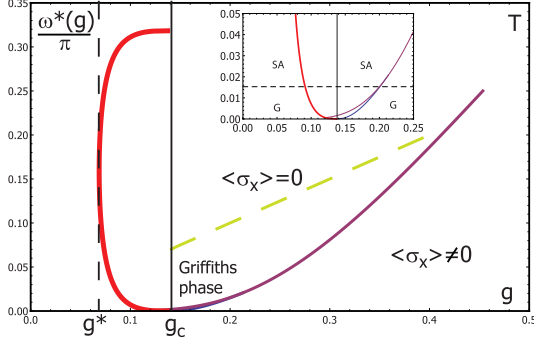 0.35
ω*(g)
π
T
0.30
0.25
0.20
0.15
0.10
0.05
0.00
0.05
0.04
0.03
0.02
0.01
0.00
SA
SA
G
G
0.00
0.05
0.10
0.15
0.20
0.25
<σx>=0
<σx>≠0
Griffiths
phase
g
0.0
0.1
0.2
0.3
0.4
0.5
g*
gc